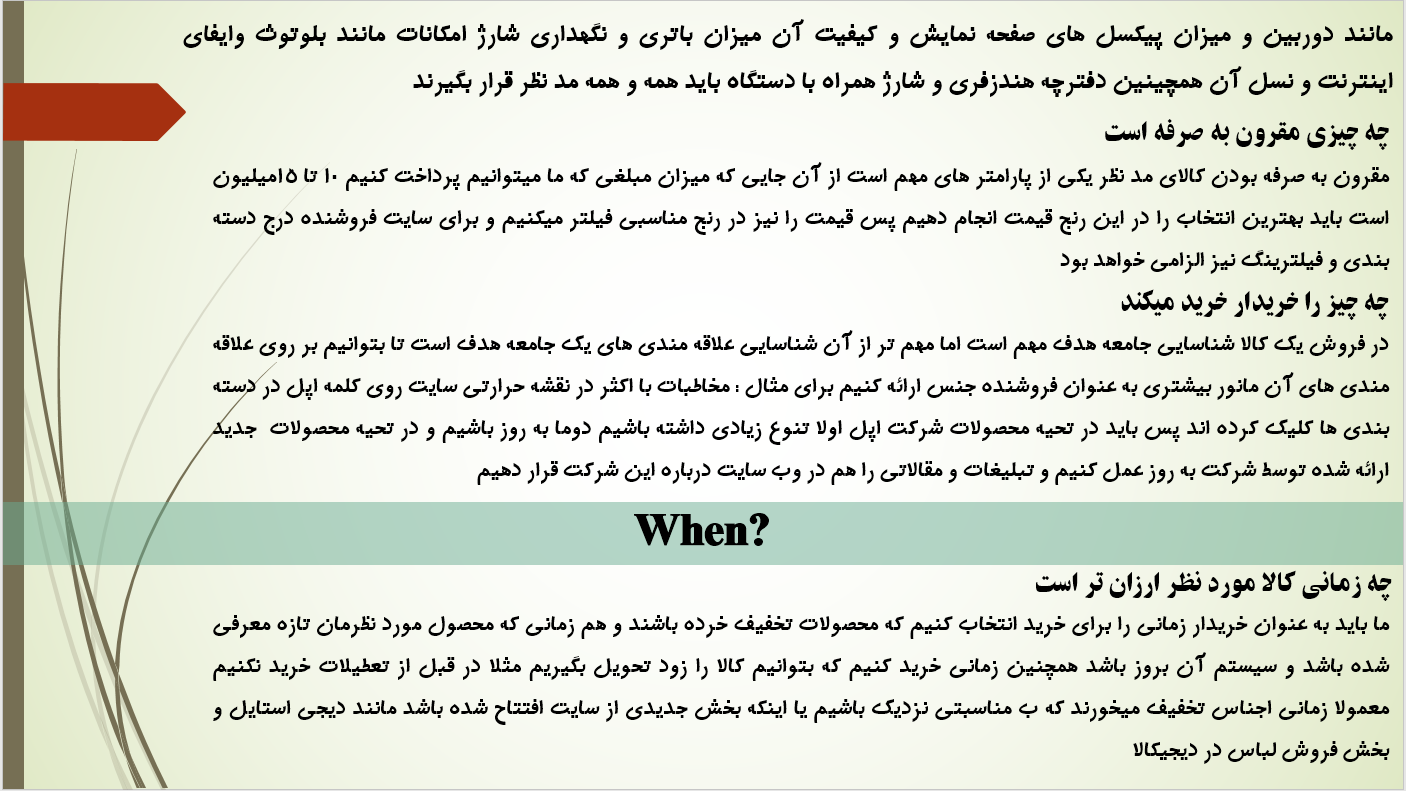 مانند دوربین و میزان پیکسل های صفحه نمایش و کیفیت آن میزان باتری و نگهداری شارژ امکانات مانند بلوتوث وایفای
اینترنت و نسل آن همچینین دفترچه هندزفری و شارژ همراه با دستگاه باید همه و همه مد نظر قرار بگیرند
چه چیزی مقرون به صرفه است
مقرون به صرفه بودن کالای مد نظر یکی از پارامتر های مهم است از آن جایی که میزان مبلغی که ما میتوانیم پرداخت کنیم ۱۰ تا ۱۵میلیون
است باید بهترین انتخاب را در این رنج قیمت انجام دهیم پس قیمت را نیز در رنج مناسبی فیلتر میکنیم و برای سایت فروشنده درج دسته
بندی و فیلترینگ نیز الزامی خواهد بود
چه چیز را خریدار خرید میکند
در فروش یک کالا شناسایی جامعه هدف مهم است اما مهم تر از آن شناسایی علاقه مندی های یک جامعه هدف است تا بتوانیم بر روی علاقه
مندی های آن مانور بیشتری به عنوان فروشنده جنس ارائه کنیم برای مثال : مخاطبات با اکثر در نقشه حرارتی سایت روی کلمه اپل در دسته
بندی ها کلیک کرده اند پس باید در تحیه محصولات شرکت اپل اولا تنوع زیادی داشته باشیم دوما به روز باشیم و در تحیه محصولات جدید
ارائه شده توسط شرکت به روز عمل کنیم و تبلیغات و مقالاتی را هم در وب سایت درباره این شرکت قرار دهیم
When?
چه زمانی کالا مورد نظر ارزان تر است
ما باید به عنوان خریدار زمانی را برای خرید انتخاب کنیم که محصولات تخفیف خرده باشند و هم زمانی که محصول مورد نظرمان تازه معرفی
شده باشد و سیستم آن بروز باشد همچنین زمانی خرید کنیم که بتوانیم کالا را زود تحویل بگیریم مثلا در قبل از تعطیلات خرید نکنیم
معمولا زمانی اجناس تخفیف میخورند که ب مناسبتی نزدیک باشیم یا اینکه بخش جدیدی از سایت افتتاح شده باشد مانند دیجی استایل و
بخش فروش لباس در دیجیکالا